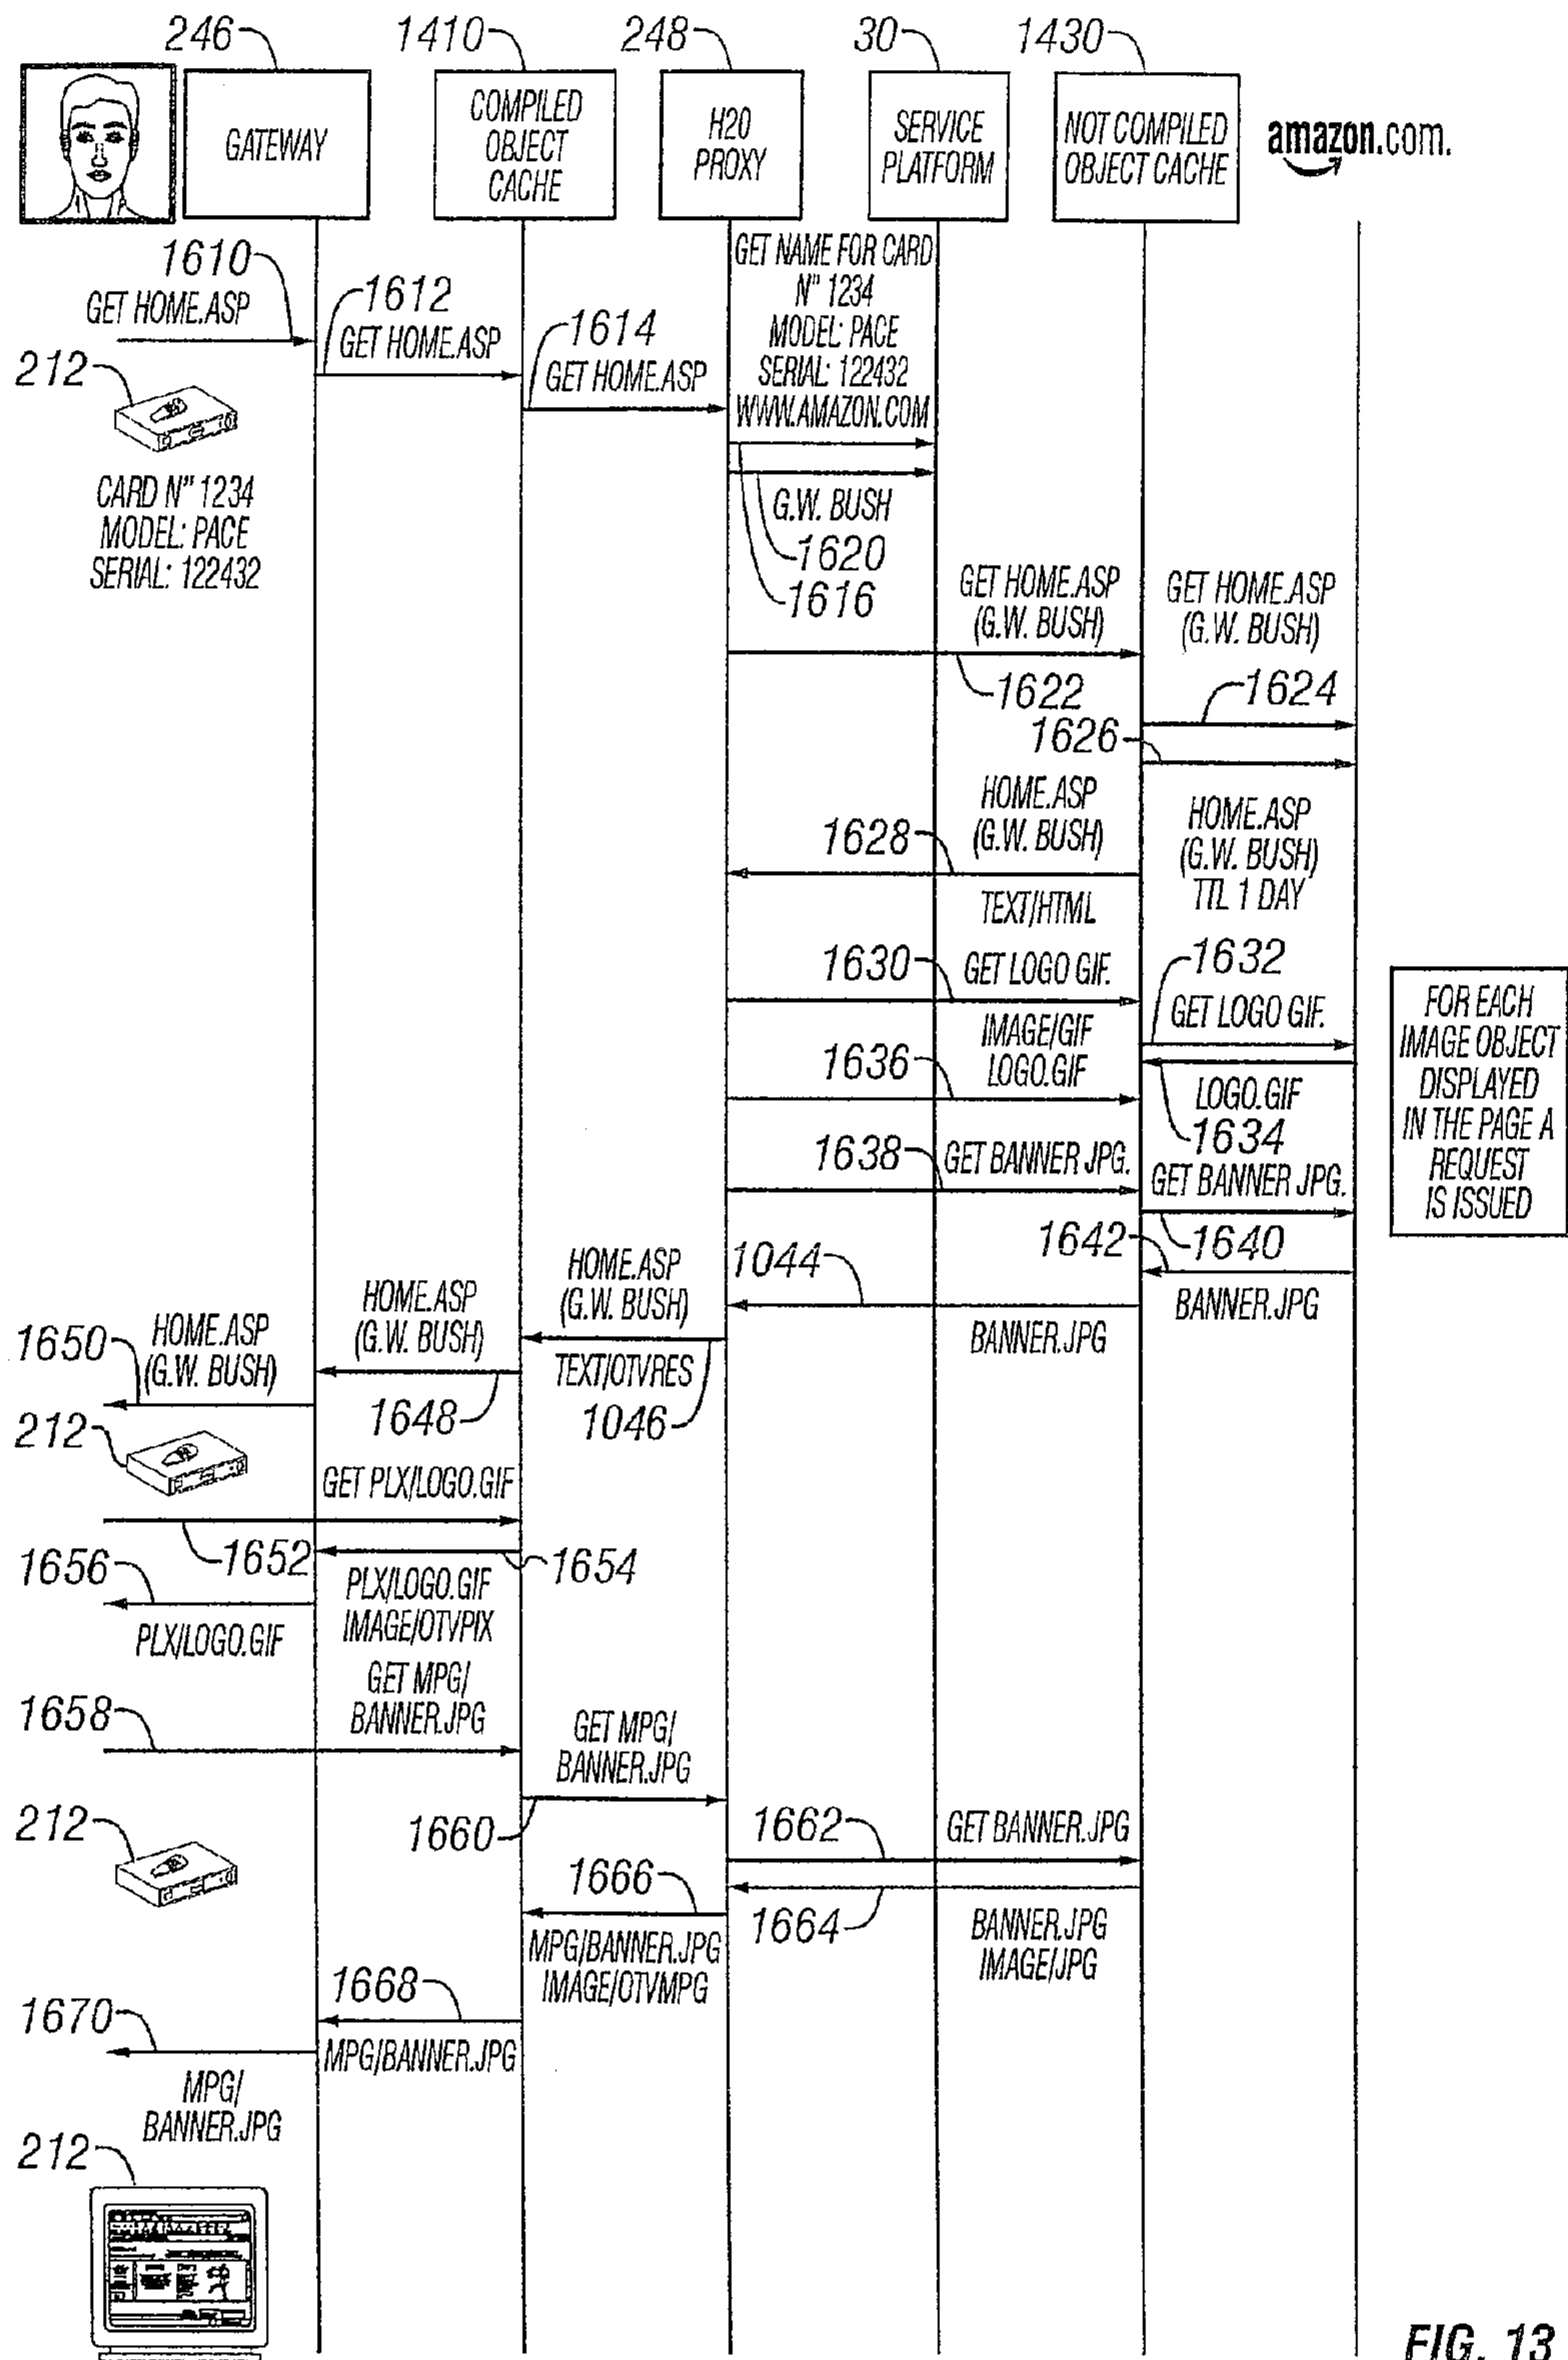 246
1410
248
30
1430
GATEWAY
COMPILED
OBJECT
CACHE
H20
PROXY
SERVICE
PLATFORM
NOT COMPILED
OBJECT CACHE
amazon.com.
1610
GET HOME.ASP
1612
GET HOME.ASP
1614
GET HOME.ASP
GET NAME FOR CARD
N" 1234
MODEL: PACE
SERIAL: 122432
WWW.AMAZON.COM
212
CARD N" 1234
MODEL: PACE
SERIAL: 122432
G.W. BUSH
1620
1616
GET HOME.ASP
(G.W. BUSH)
GET HOME.ASP
(G.W. BUSH)
1622
1624
1626
HOME.ASP
(G.W. BUSH)
1628
HOME.ASP
(G.W. BUSH)
TTL 1 DAY
TEXT/HTML
1630
GET LOGO GIF.
1632
GET LOGO GIF.
IMAGE/GIF
LOGO.GIF
1636
LOGO.GIF
1634
1638
GET BANNER JPG.
GET BANNER JPG.
FOR EACH
IMAGE OBJECT
DISPLAYED
IN THE PAGE A
REQUEST
IS ISSUED
1642
1640
1044
BANNER.JPG
BANNER.JPG
HOME.ASP
(G.W. BUSH)
HOME.ASP
(G.W. BUSH)
TEXT/OTVRES
1650
HOME.ASP
(G.W. BUSH)
1648
1046
212
GET PLX/LOGO.GIF
1652
1654
1656
PLX/LOGO.GIF
IMAGE/OTVPIX
PLX/LOGO.GIF
GET MPG/
BANNER.JPG
1658
GET MPG/
BANNER.JPG
1660
212
1662
GET BANNER.JPG
1666
1664
BANNER.JPG
IMAGE/JPG
MPG/BANNER.JPG
IMAGE/OTVMPG
1668
1670
MPG/BANNER.JPG
MPG/
BANNER.JPG
212
FIG. 13